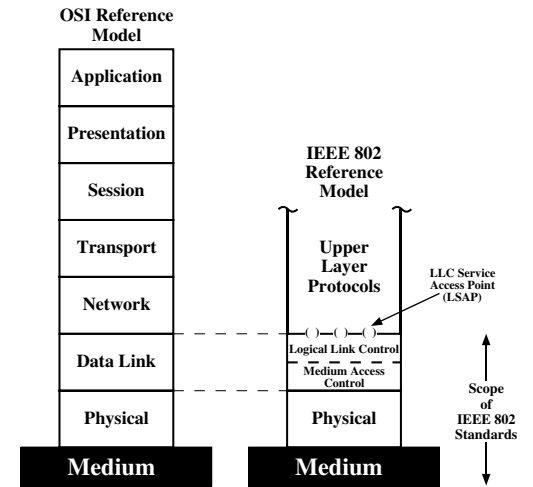 OSI Reference
Model
Application
Presentation
Session
Transport
Network
Data Link
Physical
Medium
IEEE 802
Reference
Model
Upper
Layer
Protocols
LLC Service
Access Point
(LSAP)
( ) ( ) ( )
Logical Link Control
Medium Access
Control
Physical
Medium
Scope
of
IEEE 802
Standards